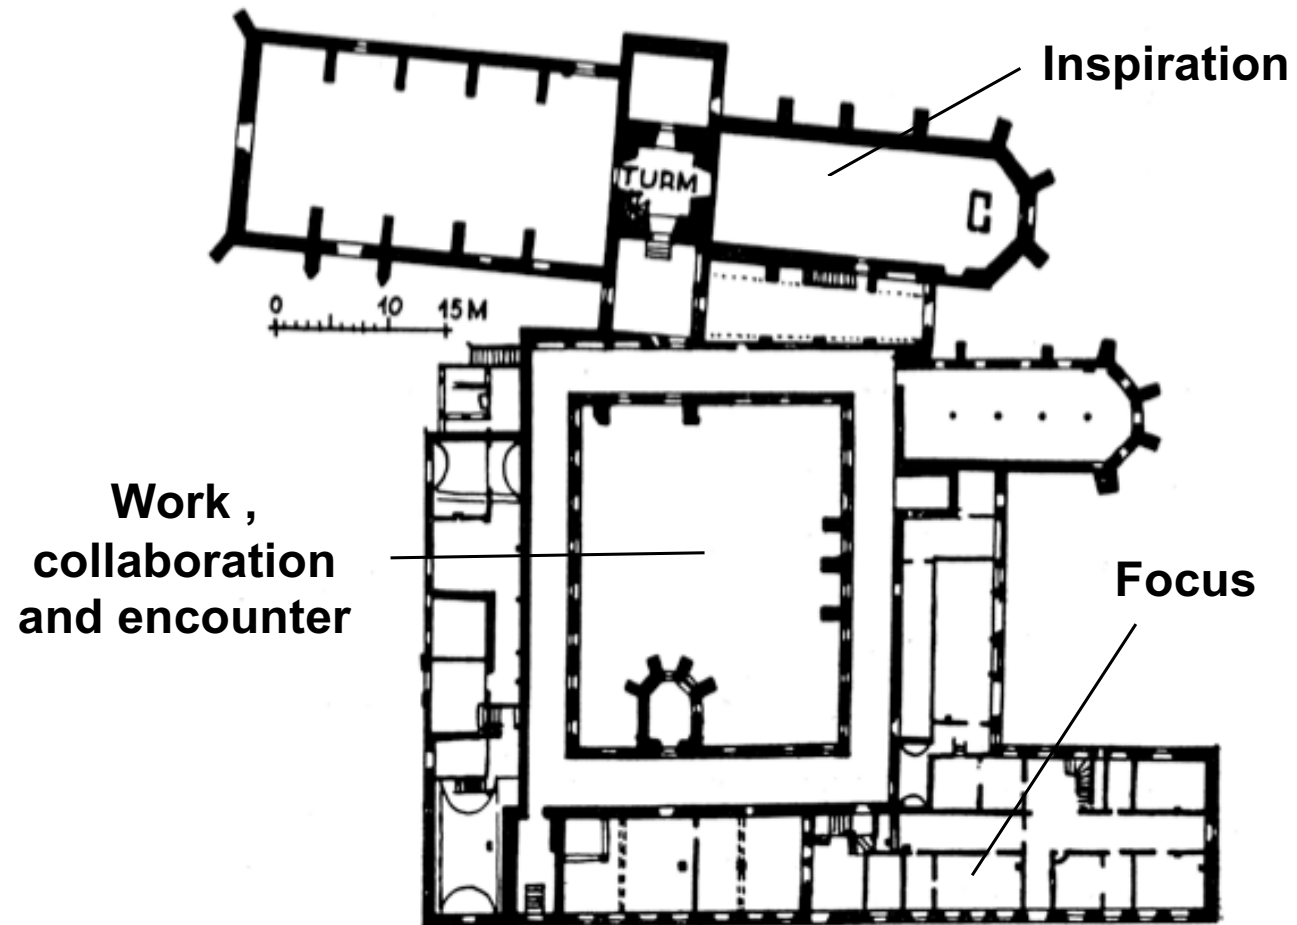 Inspiration
TURM
0 10 15M
Work ,
collaboration
and encounter
Focus